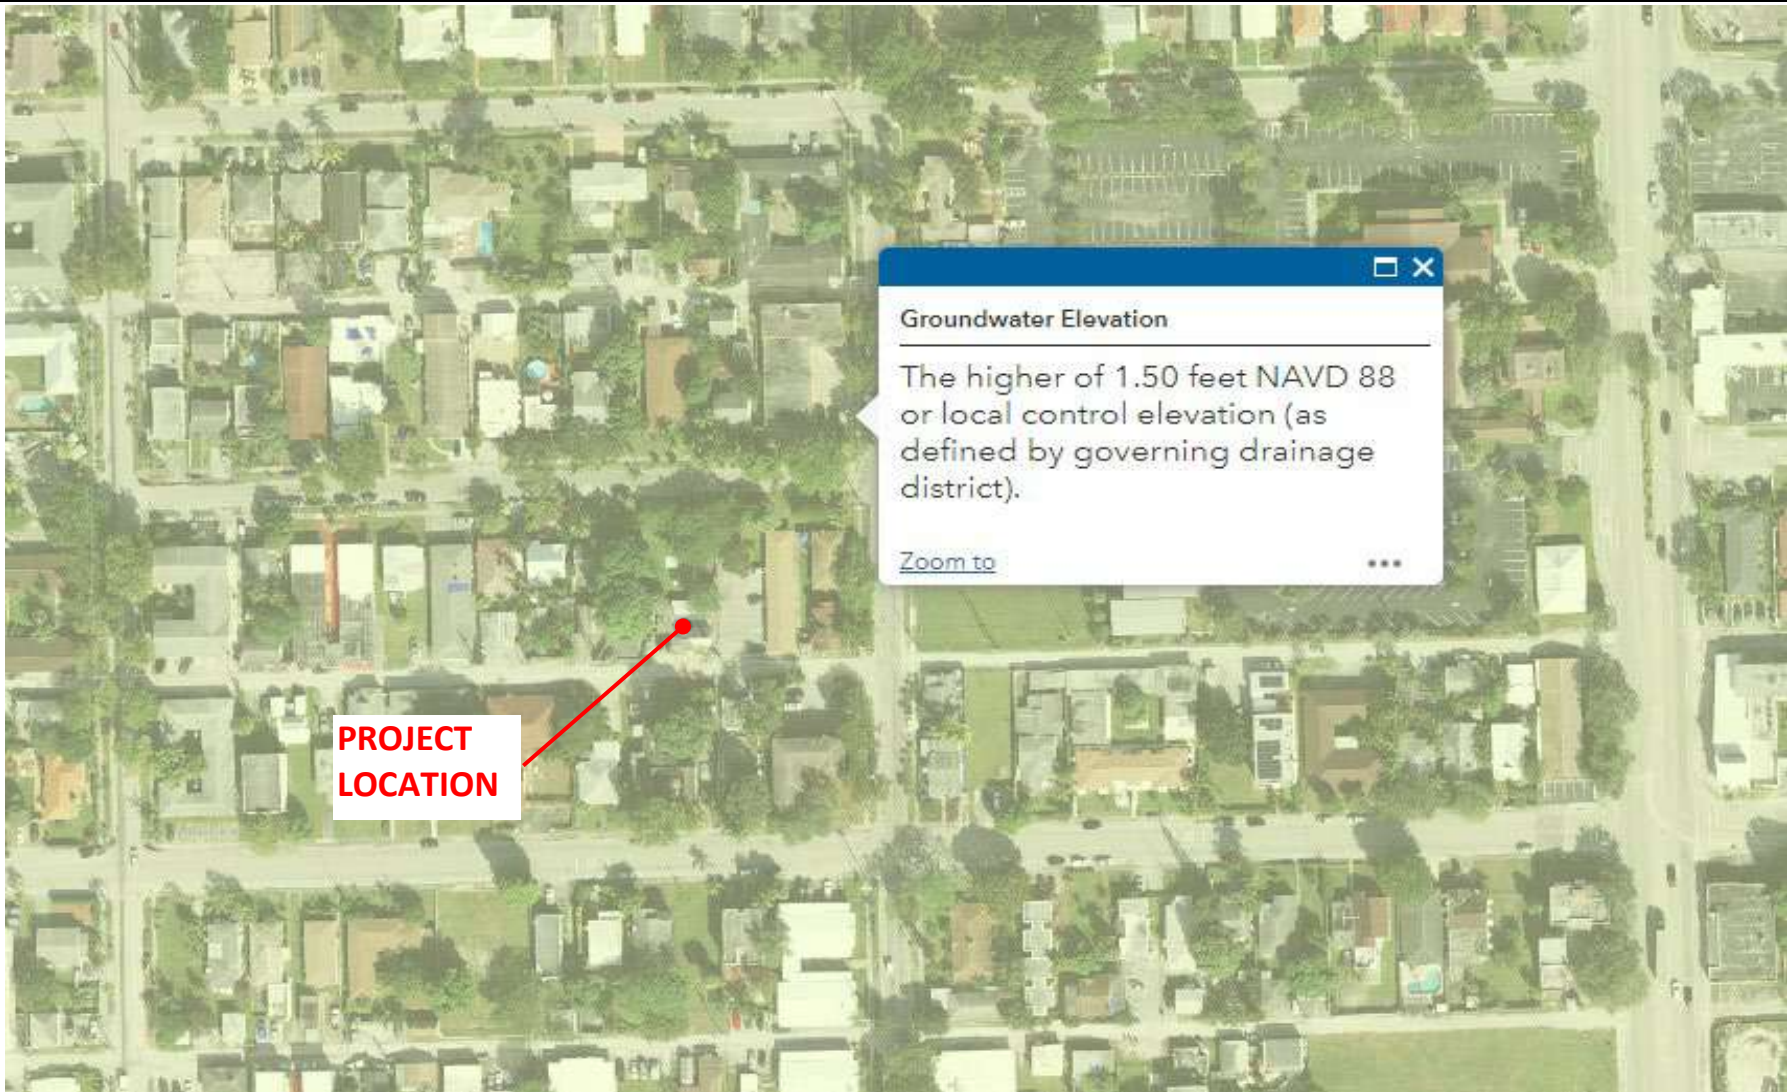 Groundwater Elevation
The higher of 1.50 feet NAVD 88
or local control elevation (as
defined by governing drainage
district).
Zoom to
PROJECT
LOCATION